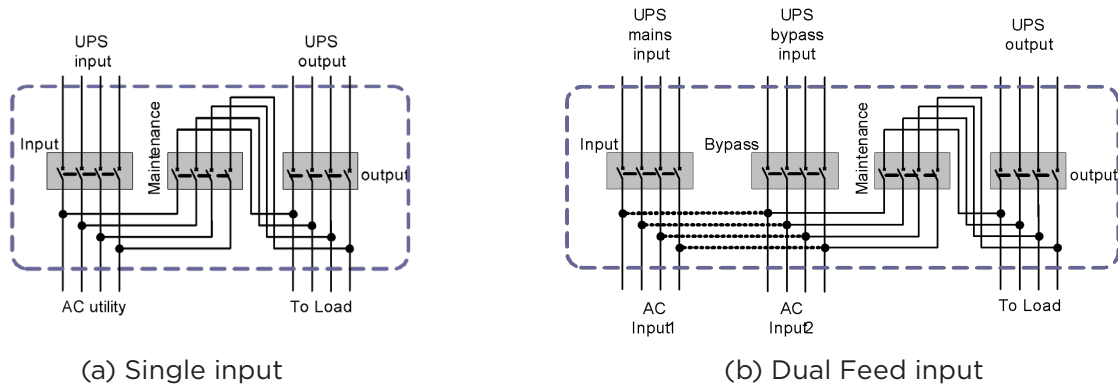 UPS
input
UPS
output
Input
Maintenance
output
AC utility
To Load
(a) Single input
UPS
mains
input
UPS
bypass
input
UPS
output
Input
Bypass
Maintenance
output
AC
Input1
AC
Input2
To Load
(b) Dual Feed input